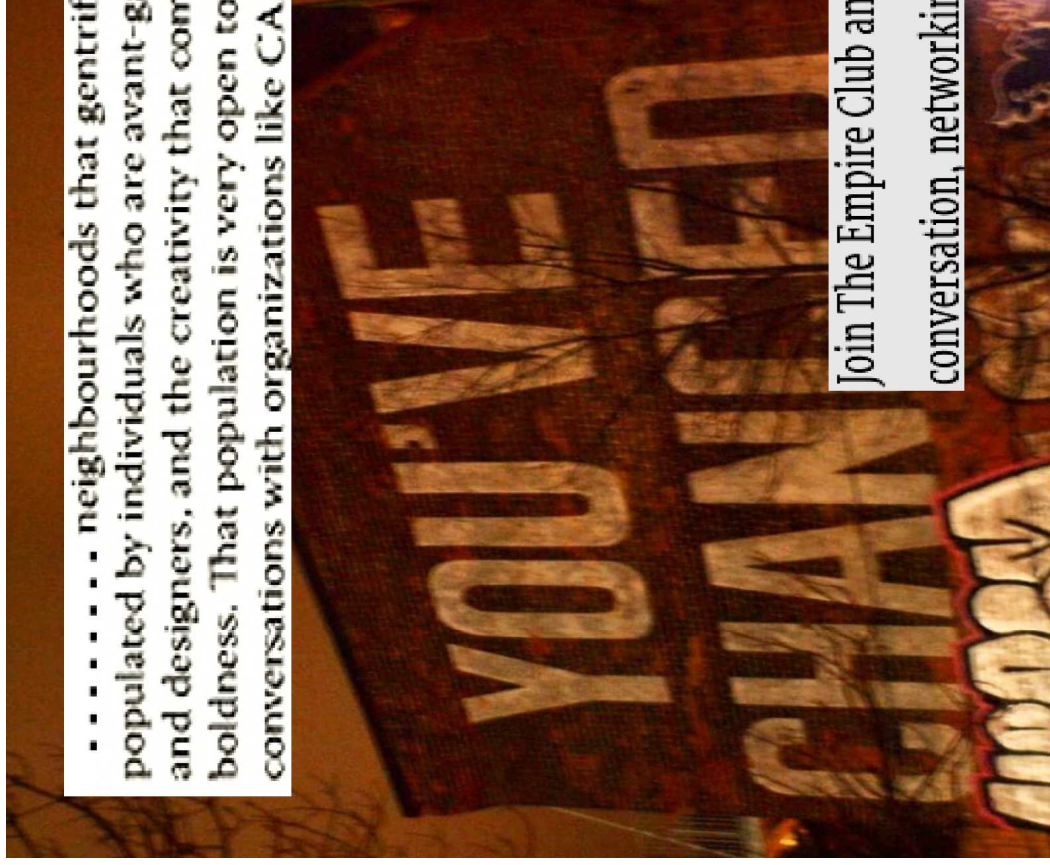 ........ neighbourhoods that gentrif
populated by individuals who are avant-ga
and designers, and the creativity that com
boldness. That population is very open to
conversations with organizations like CA
YOU'VE
CHANGED
Join The Empire Club an
conversation, networkin